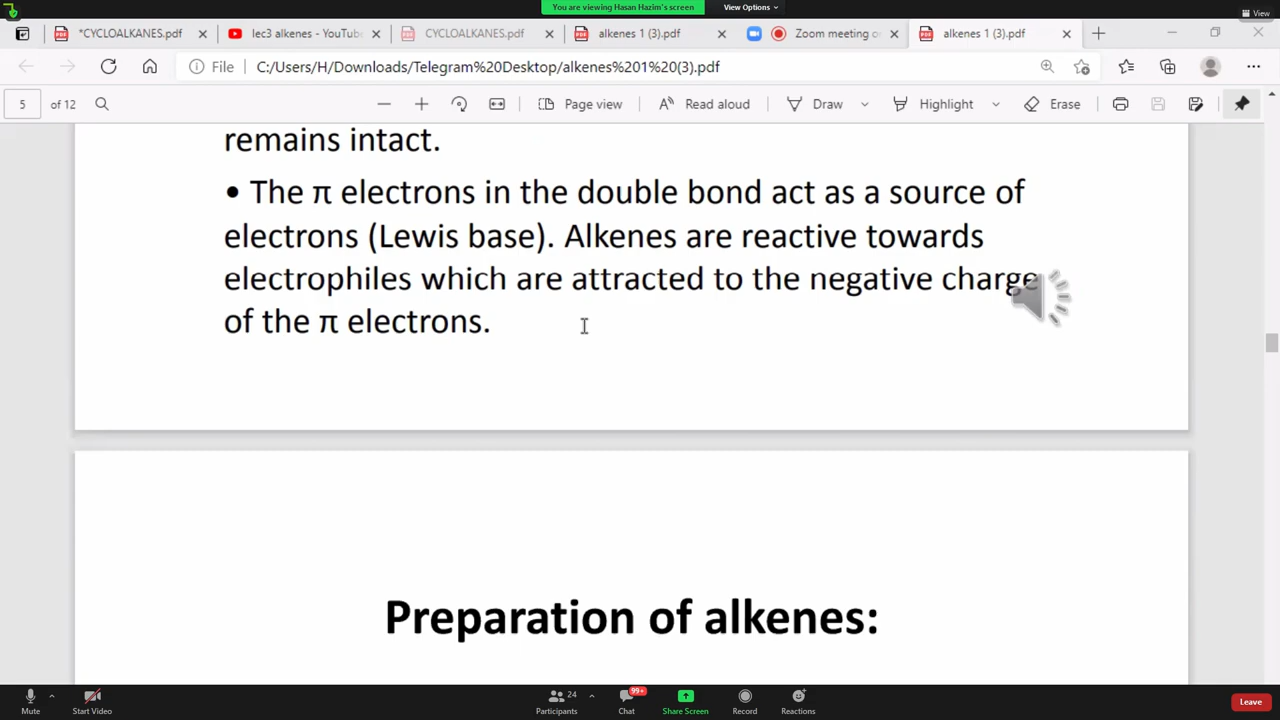 You are viewing Hasan Hazim's screen
View Options
View
*CYCLOALKANES.pdf
lec3 alkenes - YouTub
CYCLOALKANES.pdf
alkenes 1 (3).pdf
Zoom meeting o
alkenes 1 (3).pdf
File
C:/Users/H/Downloads/Telegram%20Desktop/alkenes%201%20(3).pdf
5 of 12
Page view
Read aloud
Draw
Highlight
Erase
remains intact.
• The π electrons in the double bond act as a source of
electrons (Lewis base). Alkenes are reactive towards
electrophiles which are attracted to the negative charge
of the π electrons.
Preparation of alkenes:
Mute
Start Video
24
Participants
99+
Chat
Share Screen
Record
Reactions
Leave